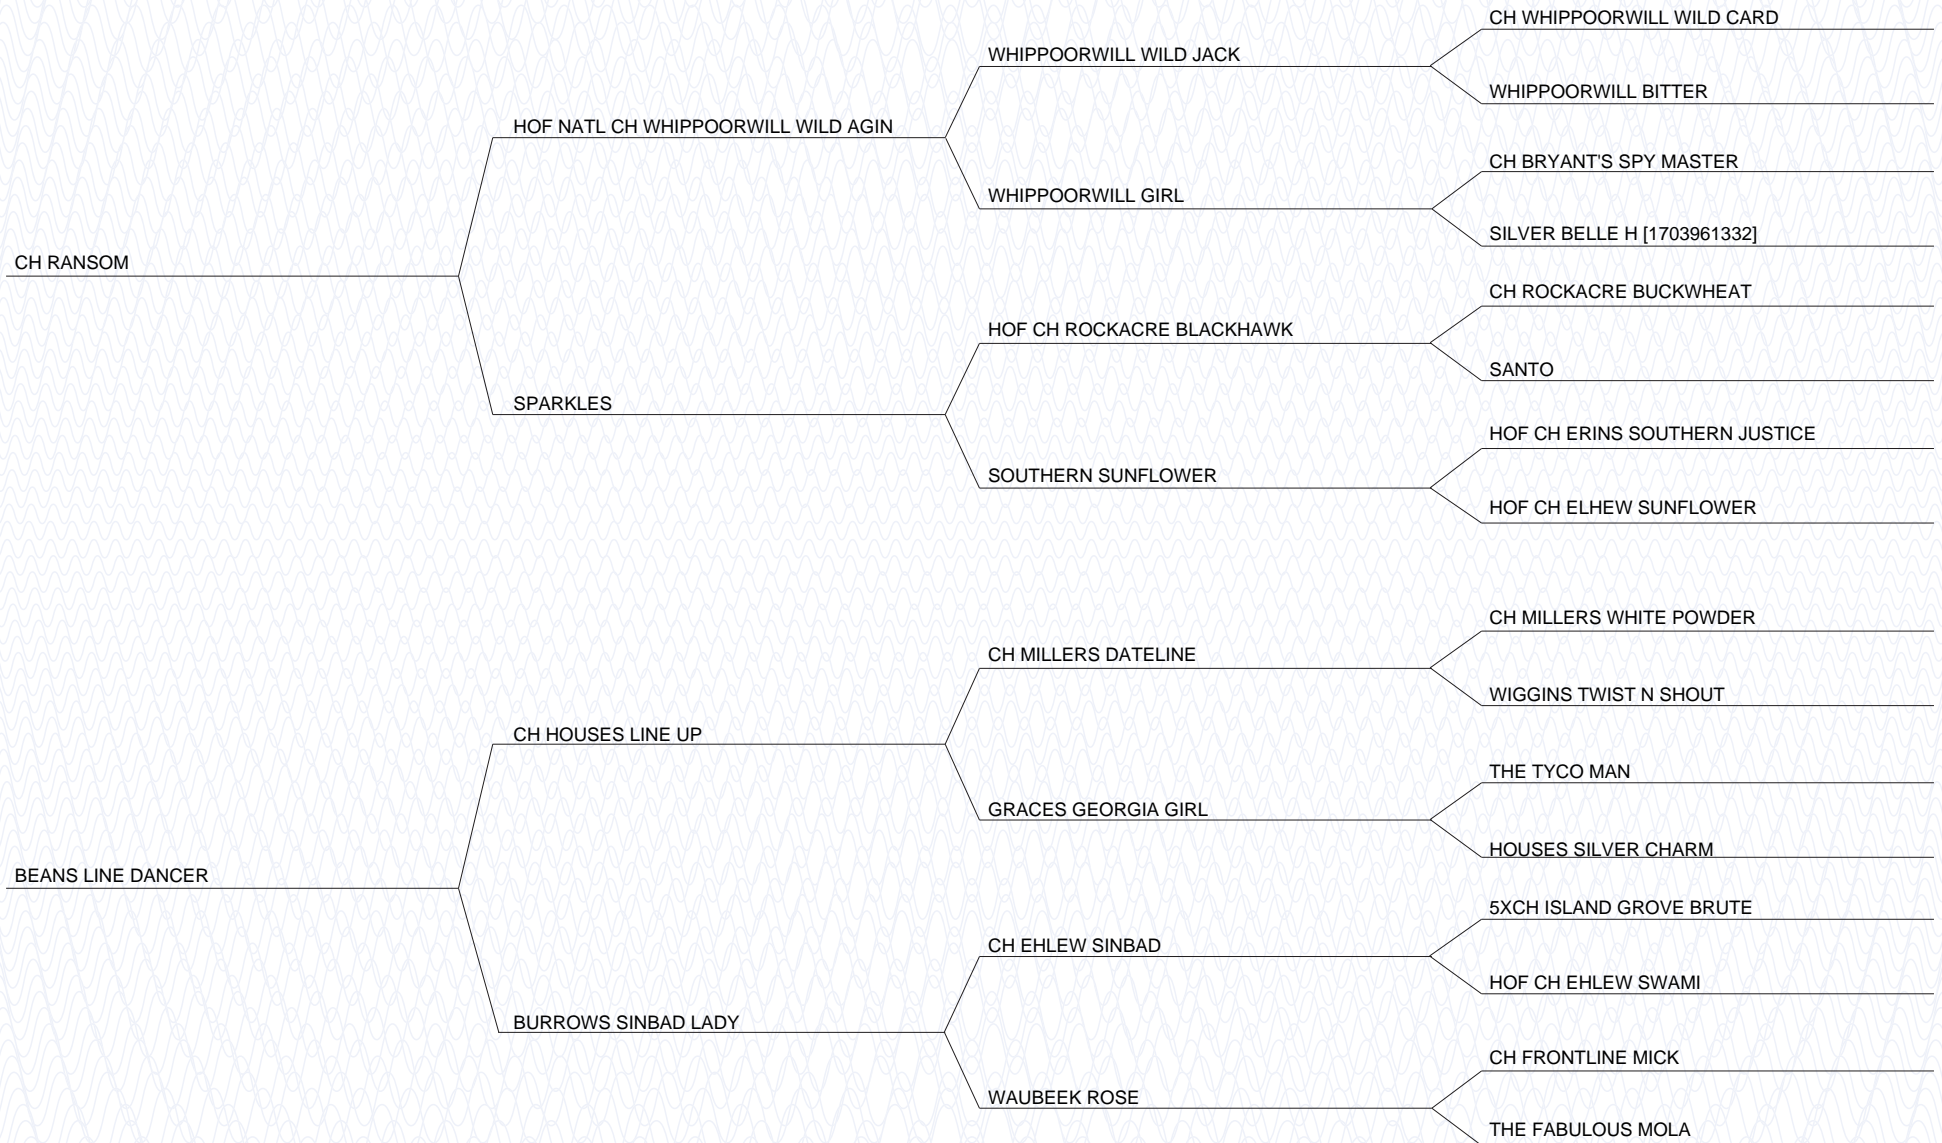 CH WHIPPOORWILL WILD CARD
WHIPPOORWILL WILD JACK
WHIPPOORWILL BITTER
HOF NATL CH WHIPPOORWILL WILD AGIN
CH BRYANT'S SPY MASTER
WHIPPOORWILL GIRL
SILVER BELLE H [1703961332]
CH RANSOM
CH ROCKACRE BUCKWHEAT
HOF CH ROCKACRE BLACKHAWK
SANTO
SPARKLES
HOF CH ERINS SOUTHERN JUSTICE
SOUTHERN SUNFLOWER
HOF CH ELHEW SUNFLOWER
CH MILLERS WHITE POWDER
CH MILLERS DATELINE
WIGGINS TWIST N SHOUT
CH HOUSES LINE UP
THE TYCO MAN
GRACES GEORGIA GIRL
HOUSES SILVER CHARM
BEANS LINE DANCER
5XCH ISLAND GROVE BRUTE
CH EHLEW SINBAD
HOF CH EHLEW SWAMI
BURROWS SINBAD LADY
CH FRONTLINE MICK
WAUBEEK ROSE
THE FABULOUS MOLA